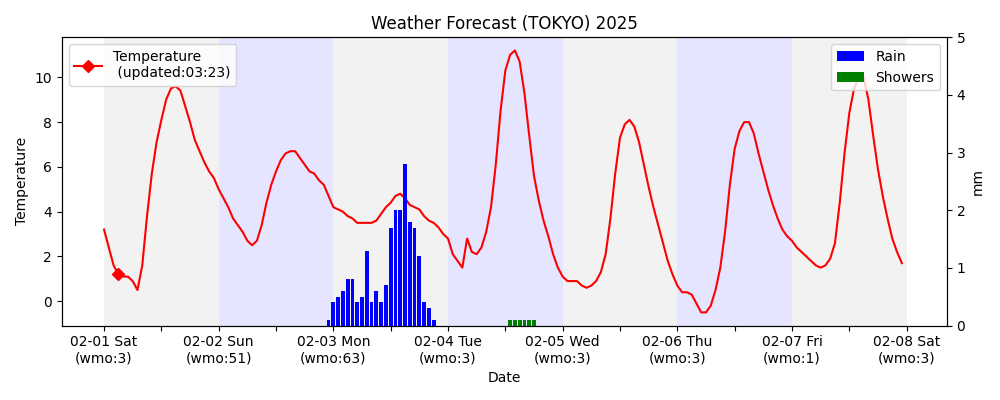 Weather Forecast (TOKYO) 2025
Temperature
(updated:03:23)
Rain
Showers
Temperature
10
8
6
4
2
0
5
4
3
2
1
0
mm
02-01 Sat
(wmo:3)
02-02 Sun
(wmo:51)
02-03 Mon
(wmo:63)
02-04 Tue
(wmo:3)
02-05 Wed
(wmo:3)
02-06 Thu
(wmo:3)
02-07 Fri
(wmo:1)
02-08 Sat
(wmo:3)
Date